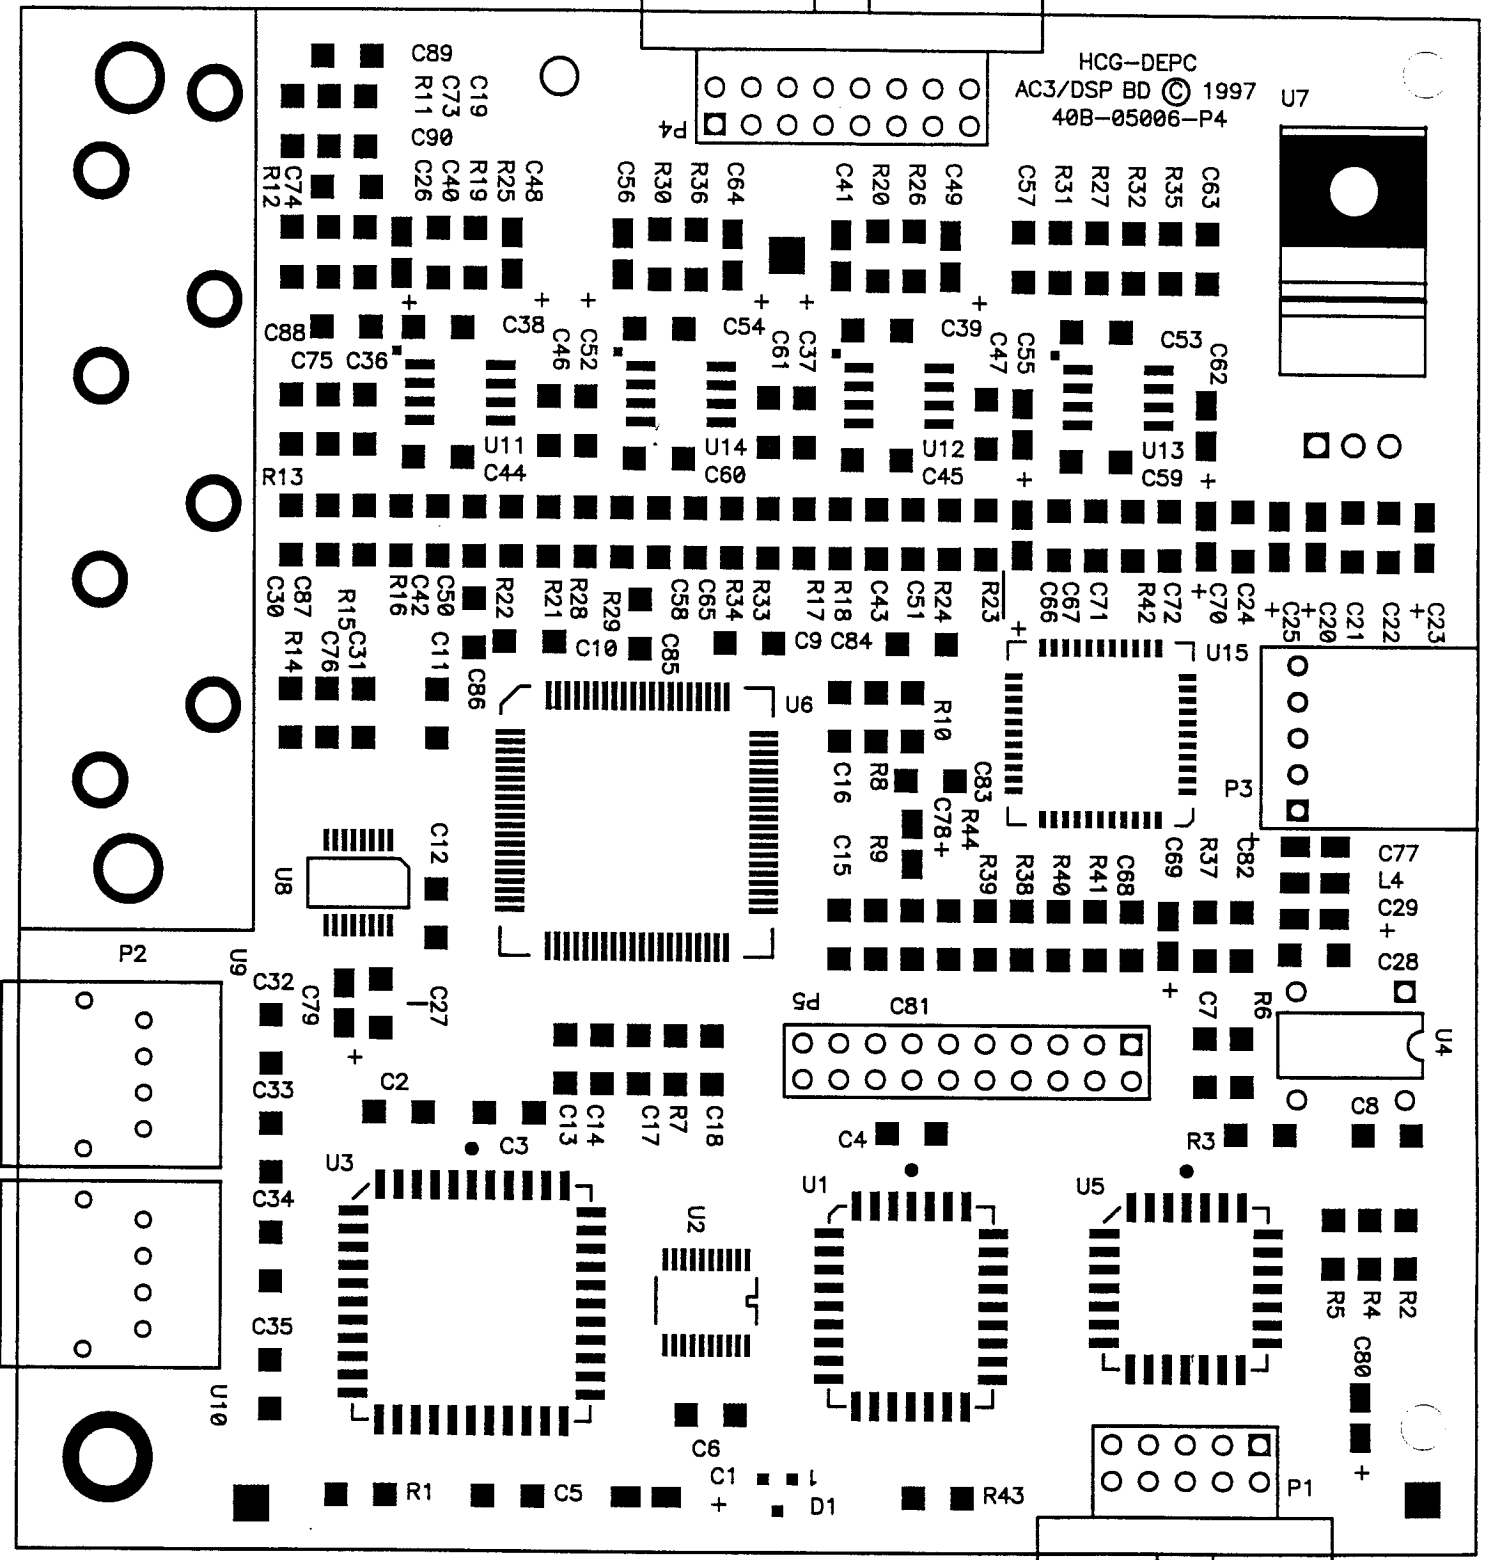 C89
R11
C73
C19
C90
HCG-DEPC
AC3/DSP BD © 1997
40B-05006-P4
U7
P4
R12
C74
C26
C40
R19
R25
C48
C56
R30
R36
C64
C41
R20
R26
C49
C57
R31
R27
R32
R35
C63
+
+
+
+
+
+
C88
C75
C36
C38
C46
C52
C54
C61
C37
C39
C47
C55
C53
C62
U11
C44
U14
C60
U12
C45
U13
C59
R13
+
+
C30
C87
R15
R16
C42
C50
R22
R21
R28
R29
C58
C65
R34
R33
R17
R18
C43
C51
R24
R23
C66
C67
C71
R42
C72
+
C70
C24
+
C25
+
C20
C21
C22
+
C23
R14
C76
C31
C11
C86
C10
C85
C9
C84
+
U15
U6
R10
C16
R8
C83
P3
C78
+
R44
C12
U8
C15
R9
R39
R38
R40
R41
C68
C69
R37
C82
+
C77
L4
C29
+
C28
P2
U9
C32
C79
C27
+
P5
C81
+
C7
R6
U4
C33
C2
C13
C14
C17
R7
C18
C3
C4
R3
C8
U3
U1
U5
C34
U2
R5
R4
R2
C35
C80
U10
C6
+
C1
1
R1
C5
+
D1
R43
P1